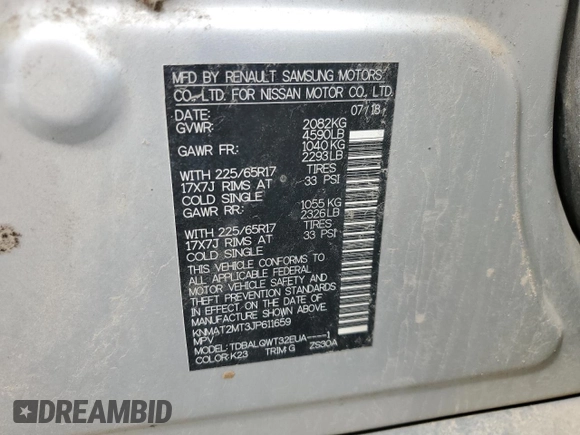 MFD BY RENAULT SAMSUNG MOTORS
CO., LTD. FOR NISSAN MOTOR CO., LTD.
DATE: 07/18
GVWR: 2082KG
4590LB
GAWR FR: 1040KG
2293LB
WITH 225/65R17 TIRES
17X7J RIMS AT 33 PSI
COLD SINGLE
GAWR RR: 1055 KG
2326LB
WITH 225/65R17 TIRES
17X7J RIMS AT 33 PSI
COLD SINGLE
THIS VEHICLE CONFORMS TO
ALL APPLICABLE FEDERAL
MOTOR VEHICLE SAFETY AND
THEFT PREVENTION STANDARDS
IN EFFECT ON THE DATE OF
MANUFACTURE SHOWN ABOVE.
KNMAT2MT3JP611659
MPV
MODEL: TDBALQWT32EUA----1
COLOR: K23 TRIM: G ZS30A
DREAMBID